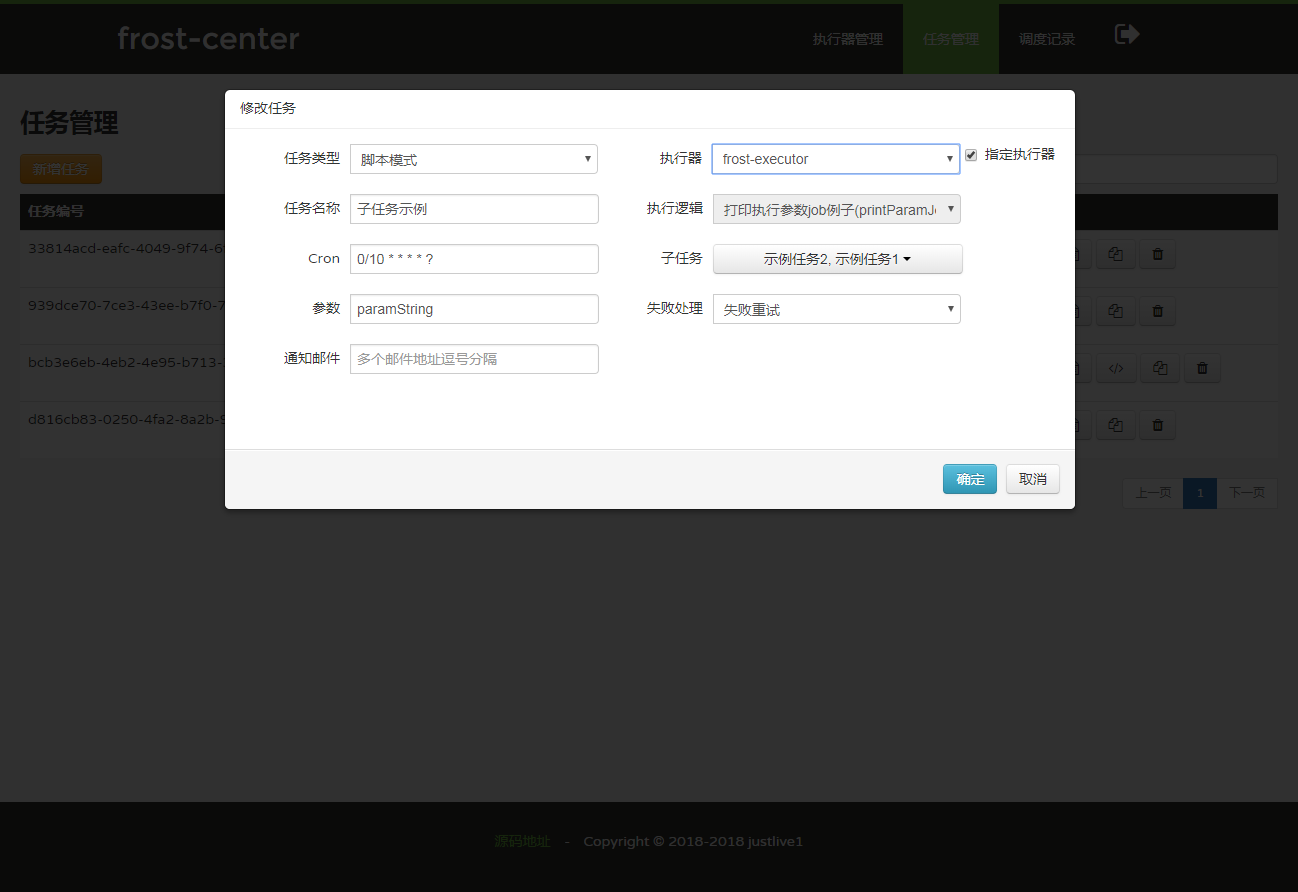 frost-center
执行器管理
任务管理
调度记录
任务管理
新增任务
任务编号
33814acd-eafc-4049-9f74-6
939dce70-7ce3-43ee-b7f0-7
bcb3e6eb-4eb2-4e95-b713-
d816cb83-0250-4fa2-8a2b-9
修改任务
任务类型 脚本模式
执行器 frost-executor 指定执行器
任务名称 子任务示例
执行逻辑 打印执行参数job例子(printParamJ
Cron 0/10 * * * * ?
子任务 示例任务2, 示例任务1
参数 paramString
失败处理 失败重试
通知邮件 多个邮件地址逗号分隔
确定 取消
上一页 1 下一页
源码地址 - Copyright © 2018-2018 justlive1